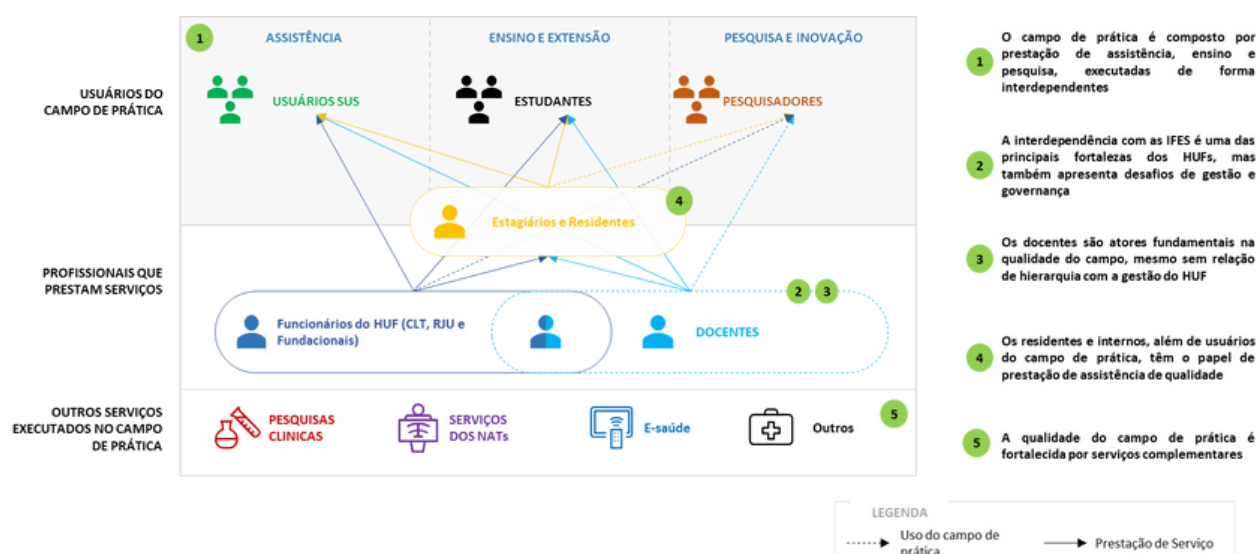 1
ASSISTÊNCIA
ENSINO E EXTENSÃO
PESQUISA E INOVAÇÃO
USUÁRIOS DO
CAMPO DE PRÁTICA
USUÁRIOS SUS
ESTUDANTES
PESQUISADORES
4
Estagiários e Residentes
PROFISSIONAIS QUE
PRESTAM SERVIÇOS
2
3
Funcionários do HUF (CLT, RJU e
Fundacionais)
DOCENTES
OUTROS SERVIÇOS
EXECUTADOS NO CAMPO
DE PRÁTICA
PESQUISAS
CLINICAS
SERVIÇOS
DOS NATs
E-saúde
Outros
5
1
O campo de prática é composto por
prestação de assistência, ensino e
pesquisa, executadas de forma
interdependentes
2
A interdependência com as IFES é uma das
principais fortalezas dos HUFs, mas
também apresenta desafios de gestão e
governança
3
Os docentes são atores fundamentais na
qualidade do campo, mesmo sem relação
de hierarquia com a gestão do HUF
4
Os residentes e internos, além de usuários
do campo de prática, têm o papel de
prestação de assistência de qualidade
5
A qualidade do campo de prática é
fortalecida por serviços complementares
LEGENDA
Uso do campo de
prática
Prestação de Serviço